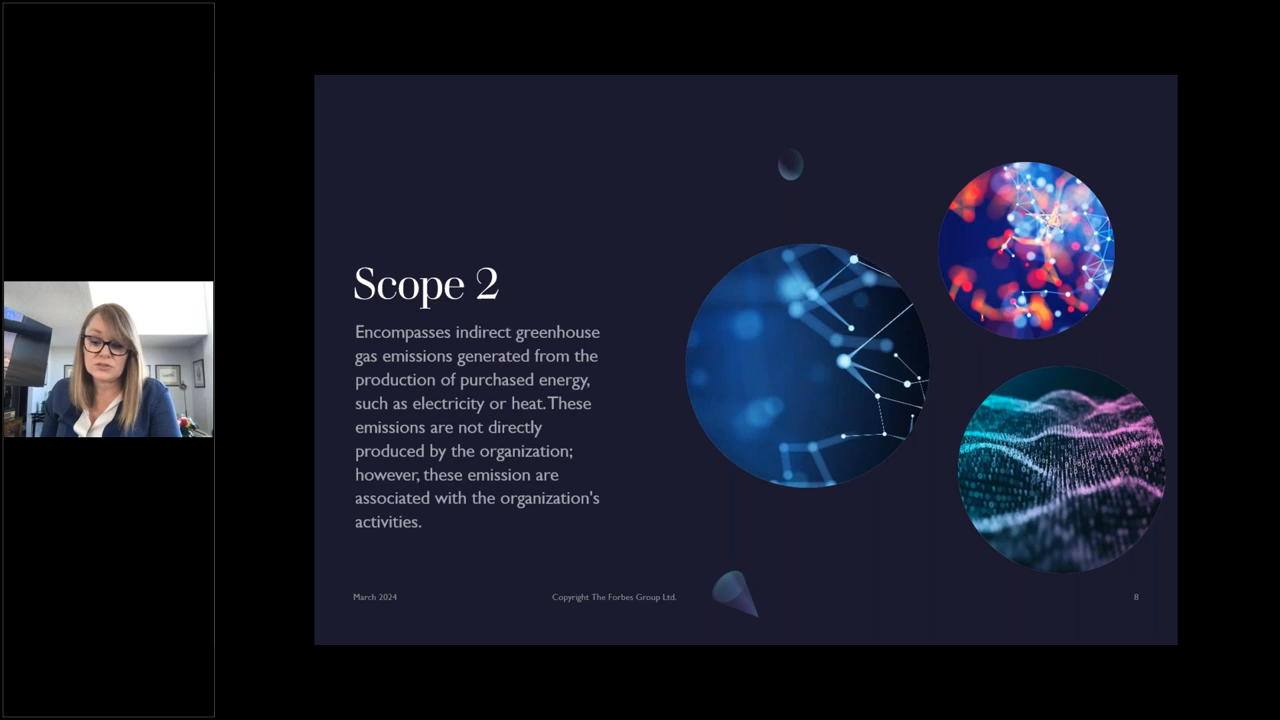 Scope 2
Encompasses indirect greenhouse
gas emissions generated from the
production of purchased energy,
such as electricity or heat. These
emissions are not directly
produced by the organization;
however, these emission are
associated with the organization's
activities.
March 2024
Copyright The Forbes Group Ltd.
8